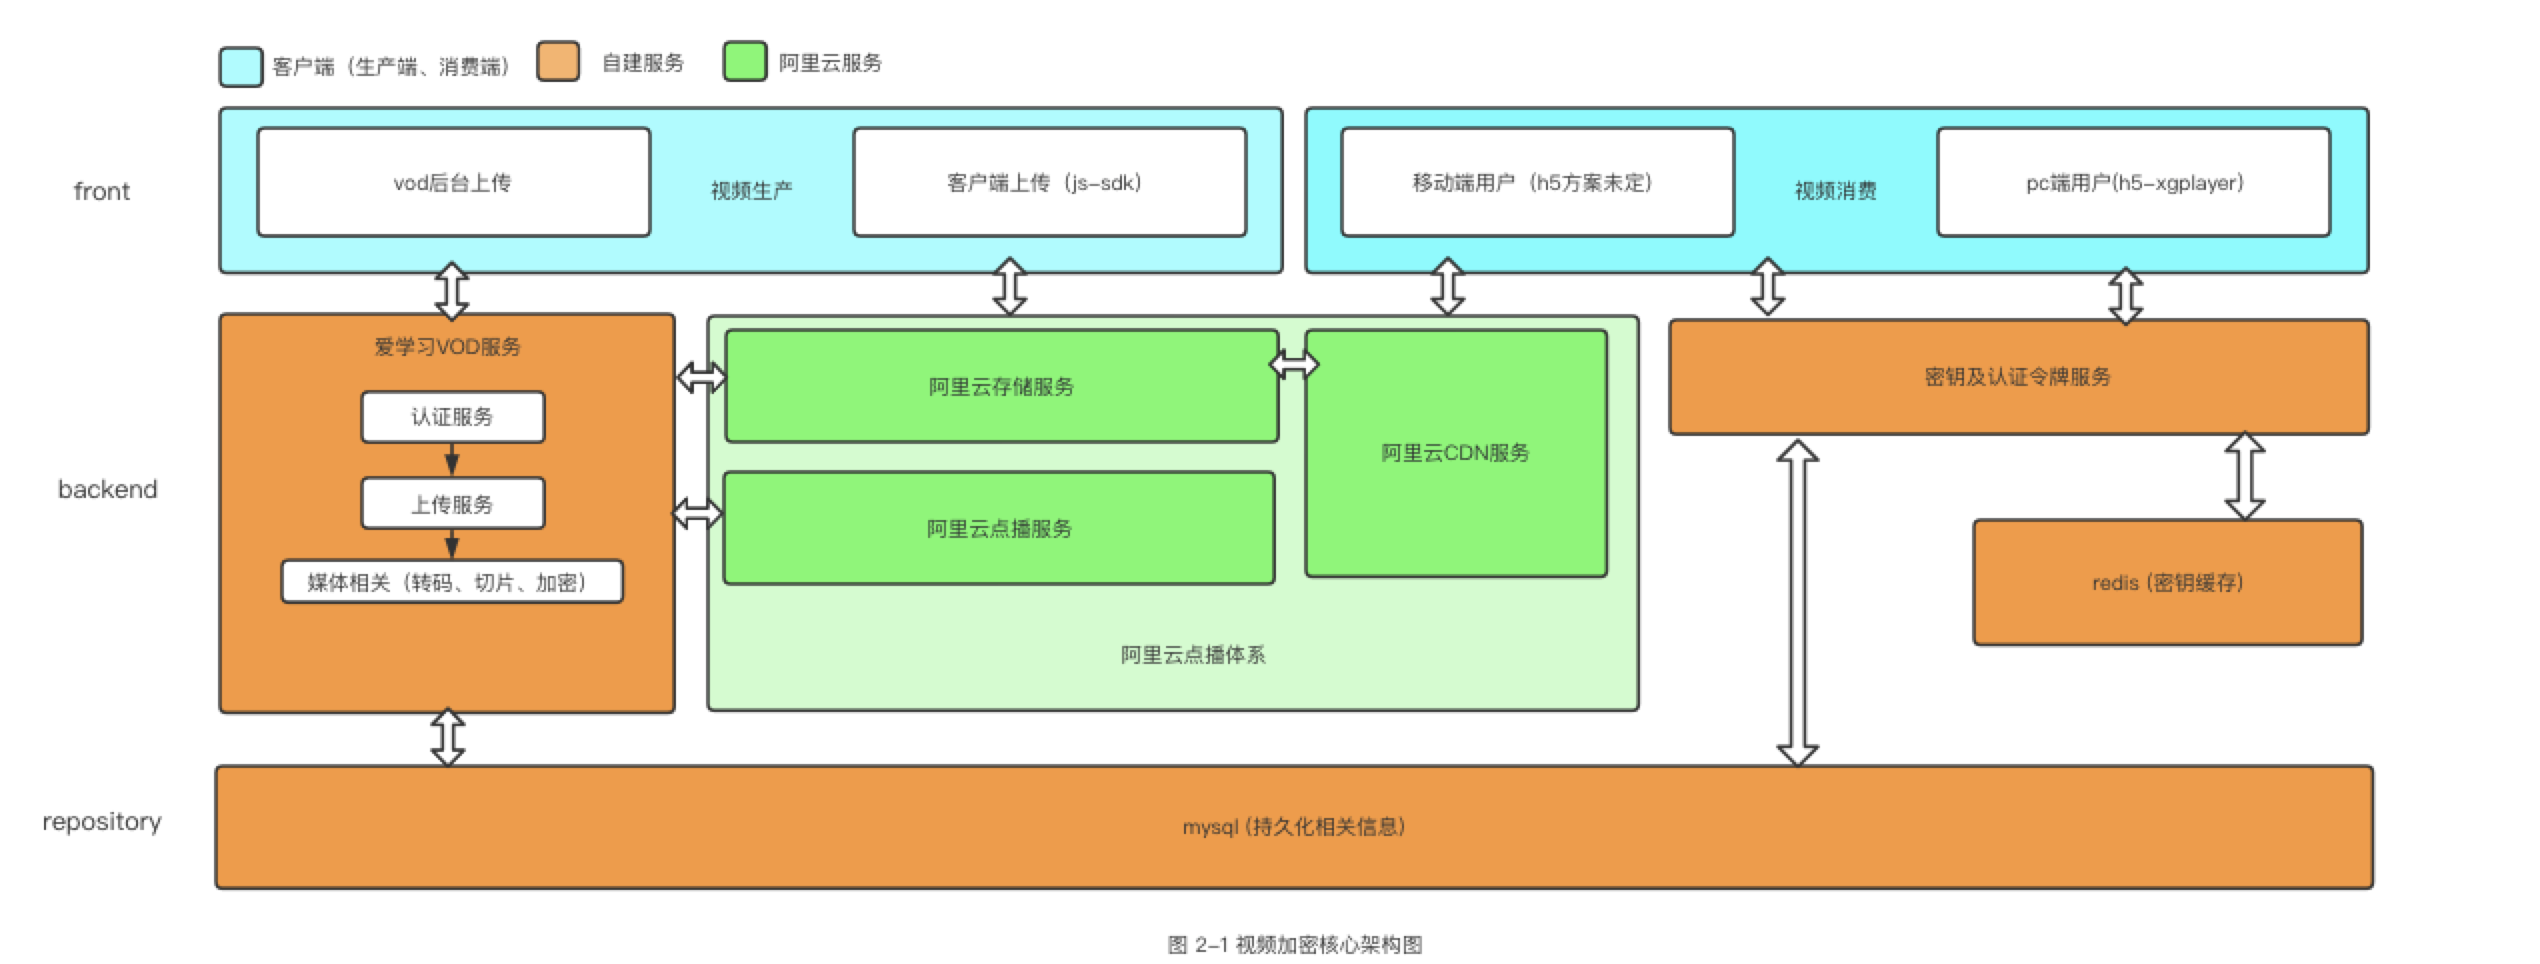 客户端（生产端、消费端）
自建服务
阿里云服务
front
vod后台上传
视频生产
客户端上传（js-sdk）
移动端用户（h5方案未定）
视频消费
pc端用户(h5-xgplayer)
backend
爱学习VOD服务
认证服务
上传服务
媒体相关（转码、切片、加密）
阿里云存储服务
阿里云点播服务
阿里云CDN服务
阿里云点播体系
密钥及认证令牌服务
redis (密钥缓存)
repository
mysql (持久化相关信息)
图 2-1 视频加密核心架构图